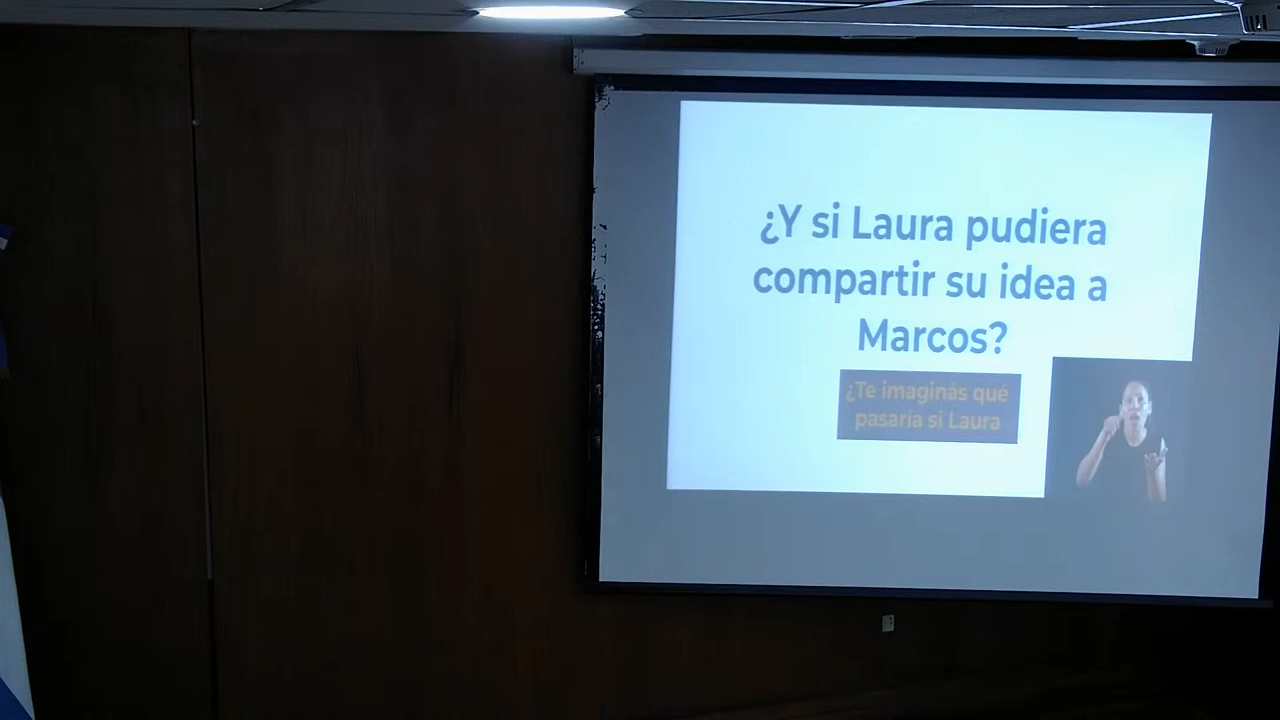 ¿Y si Laura pudiera
compartir su idea a
Marcos?
¿Te imaginás qué
pasaría si Laura